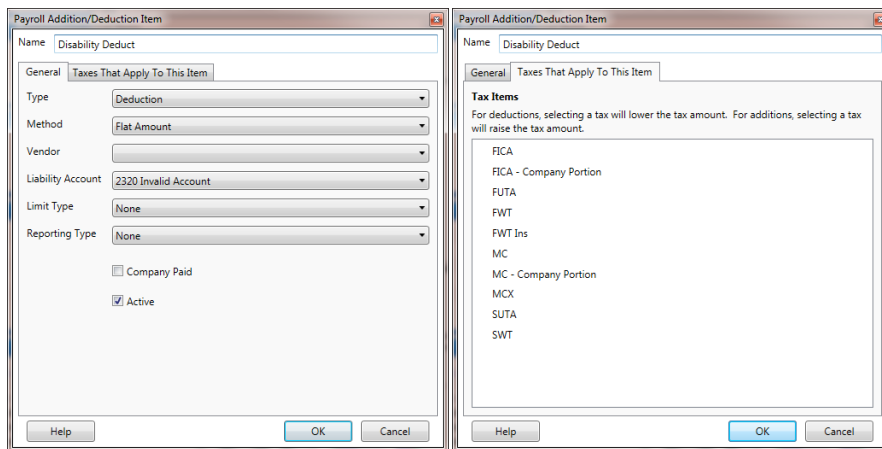 Payroll Addition/Deduction Item
Name Disability Deduct
General Taxes That Apply To This Item
Type Deduction
Method Flat Amount
Vendor
Liability Account 2320 Invalid Account
Limit Type None
Reporting Type None
Company Paid
Active
Help OK Cancel
Payroll Addition/Deduction Item
Name Disability Deduct
General Taxes That Apply To This Item
Tax Items
For deductions, selecting a tax will lower the tax amount. For additions, selecting a tax
will raise the tax amount.
FICA
FICA - Company Portion
FUTA
FWT
FWT Ins
MC
MC - Company Portion
MCX
SUTA
SWT
Help OK Cancel